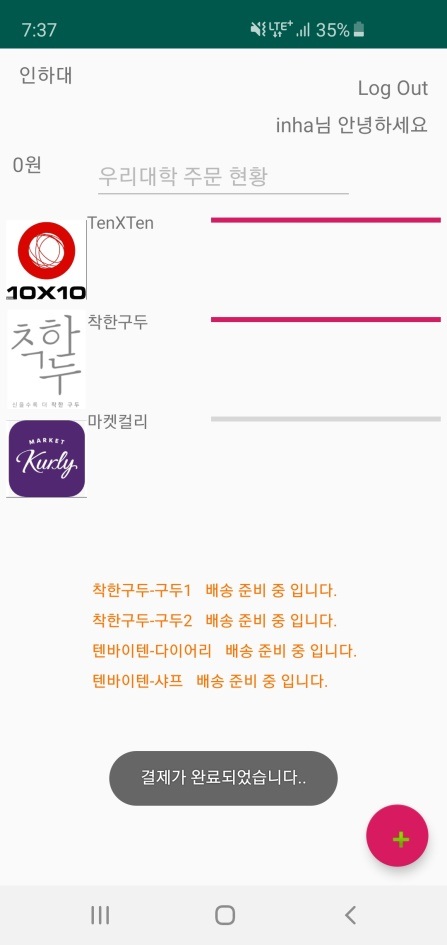 7:37 LTE+ 35%
인하대
Log Out
inha님 안녕하세요
0원
우리대학 주문 현황
TenXTen
10X10
착한구두
착한
구두
신을수록 더 착한 구두
마켓컬리
MARKET
Kurly
착한구두-구두1 배송 준비 중 입니다.
착한구두-구두2 배송 준비 중 입니다.
텐바이텐-다이어리 배송 준비 중 입니다.
텐바이텐-샤프 배송 준비 중 입니다.
결제가 완료되었습니다..
+